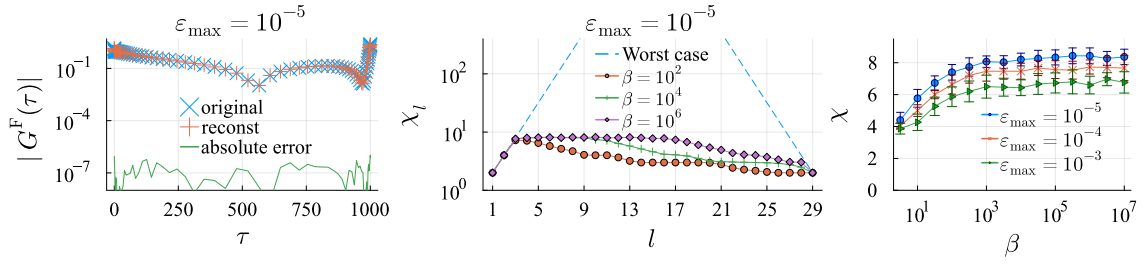 ε_max = 10^-5
10^-1
10^-4
10^-7
|G^F(τ)|
original
reconst
absolute error
0 250 500 750 1000
τ
ε_max = 10^-5
10^2
10^1
10^0
χ_l
Worst case
β = 10^2
β = 10^4
β = 10^6
1 5 9 13 17 21 25 29
l
8
6
4
2
0
χ
ε_max = 10^-5
ε_max = 10^-4
ε_max = 10^-3
10^1 10^3 10^5 10^7
β